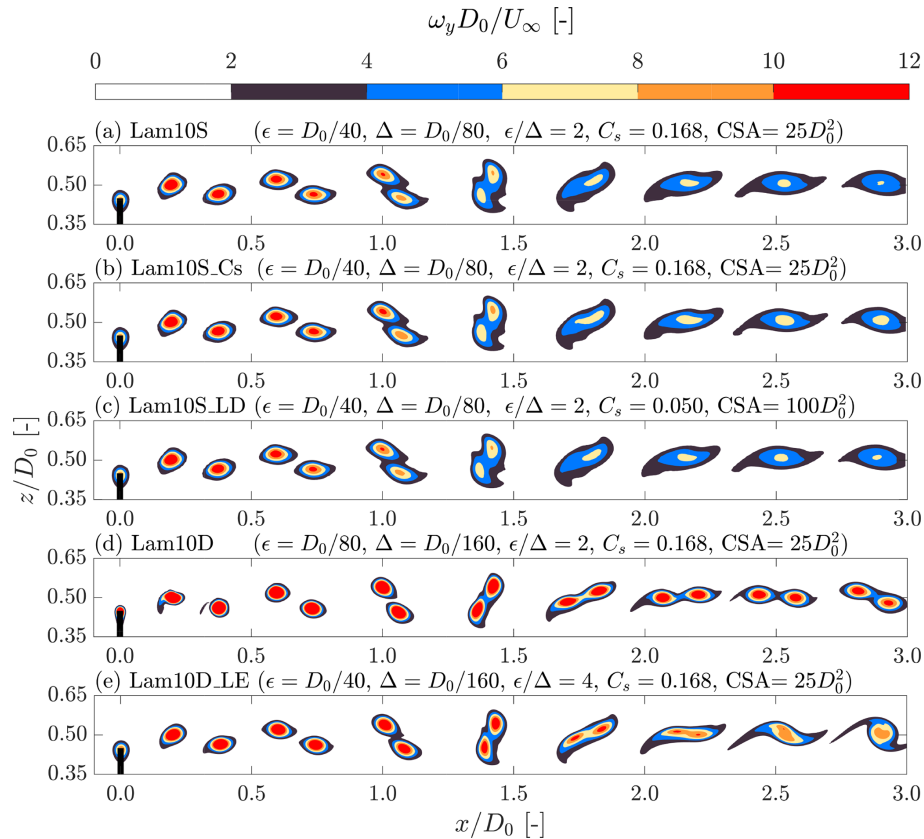 ω_y D_0/U_∞ [-]
0 2 4 6 8 10 12
(a) Lam10S (ϵ = D_0/40, Δ = D_0/80, ϵ/Δ = 2, C_s = 0.168, CSA= 25D_0^2)
0.65
0.50
0.35
0.0 0.5 1.0 1.5 2.0 2.5 3.0
(b) Lam10S_Cs (ϵ = D_0/40, Δ = D_0/80, ϵ/Δ = 2, C_s = 0.168, CSA= 25D_0^2)
0.65
0.50
0.35
0.0 0.5 1.0 1.5 2.0 2.5 3.0
(c) Lam10S_LD (ϵ = D_0/40, Δ = D_0/80, ϵ/Δ = 2, C_s = 0.050, CSA= 100D_0^2)
0.65
0.50
0.35
z/D_0 [-]
0.0 0.5 1.0 1.5 2.0 2.5 3.0
(d) Lam10D (ϵ = D_0/80, Δ = D_0/160, ϵ/Δ = 2, C_s = 0.168, CSA= 25D_0^2)
0.65
0.50
0.35
0.0 0.5 1.0 1.5 2.0 2.5 3.0
(e) Lam10D_LE (ϵ = D_0/40, Δ = D_0/160, ϵ/Δ = 4, C_s = 0.168, CSA= 25D_0^2)
0.65
0.50
0.35
0.0 0.5 1.0 1.5 2.0 2.5 3.0
x/D_0 [-]